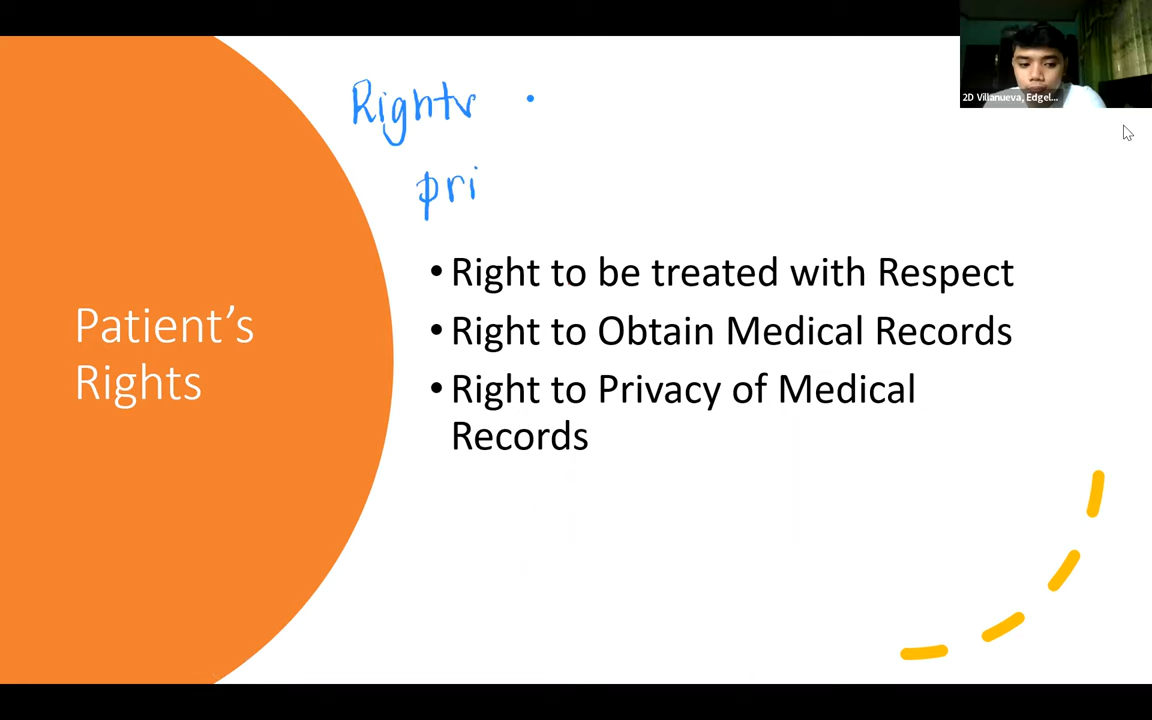 Rights
pri
Patient's
Rights
• Right to be treated with Respect
• Right to Obtain Medical Records
• Right to Privacy of Medical
Records
2D Villanueva, Edgel...